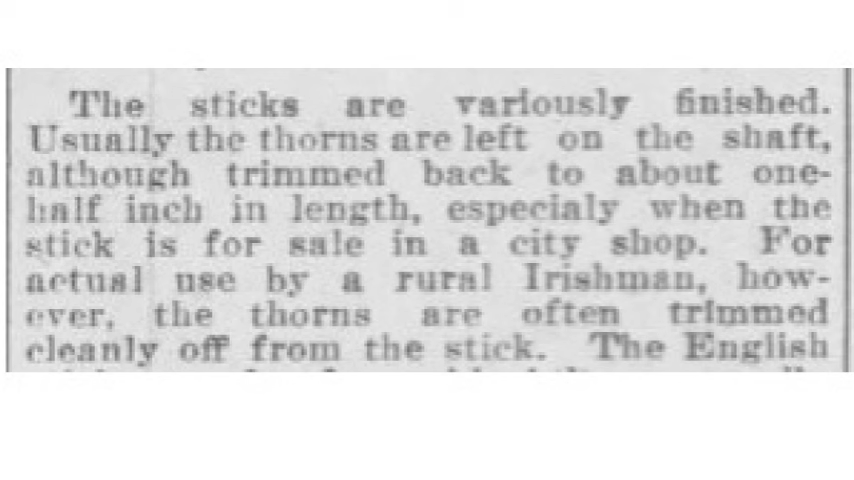 The sticks are variously finished.
Usually the thorns are left on the shaft,
although trimmed back to about one-
half inch in length, especialy when the
stick is for sale in a city shop. For
actual use by a rural Irishman, how-
ever, the thorns are often trimmed
cleanly off from the stick. The English